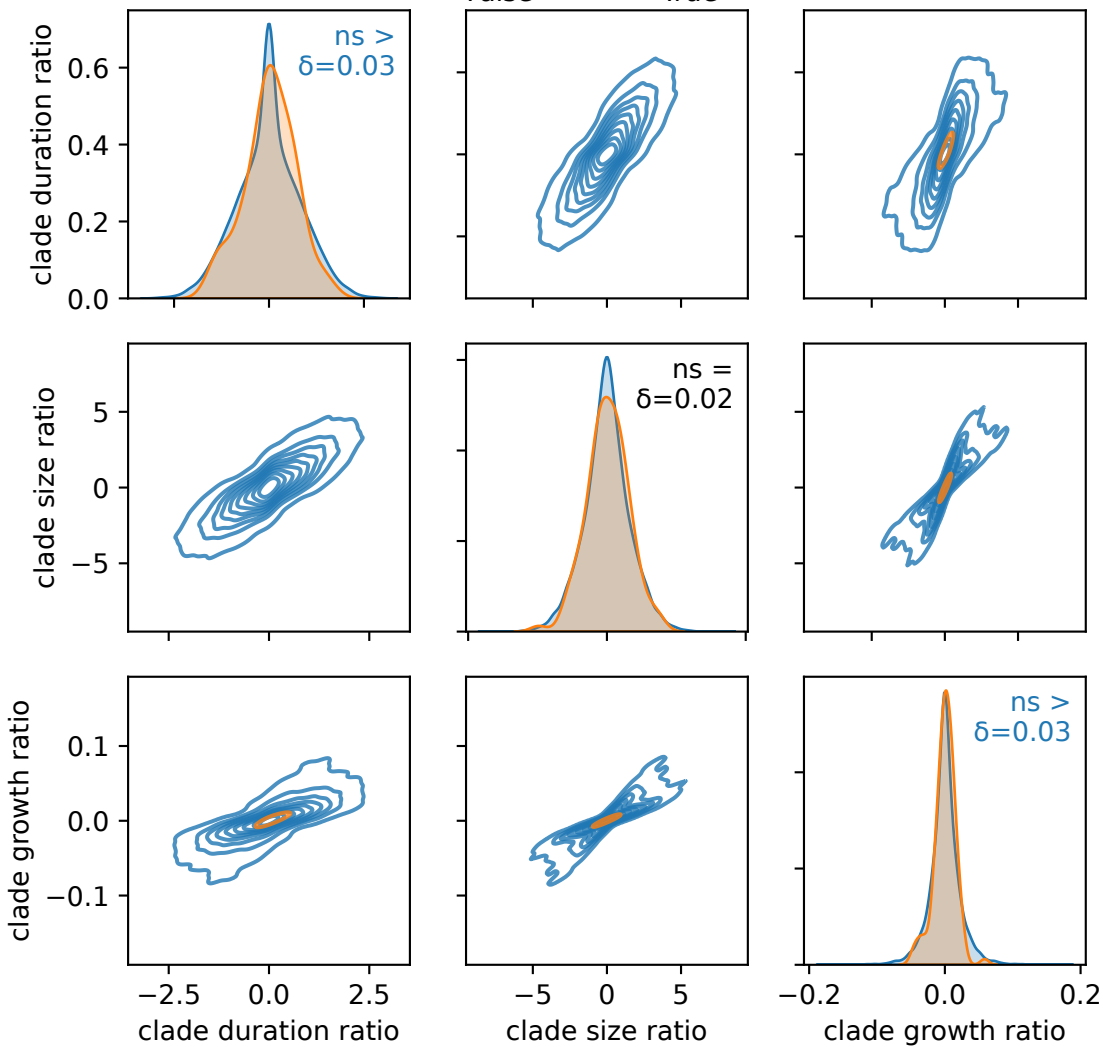 clade duration ratio
0.6
0.4
0.2
0.0
ns >
δ=0.03
clade size ratio
5
0
−5
ns =
δ=0.02
−5
0
5
clade growth ratio
0.1
0.0
−0.1
ns >
δ=0.03
−2.5
0.0
2.5
−5
0
5
−0.2
0.0
0.2
clade duration ratio
clade size ratio
clade growth ratio